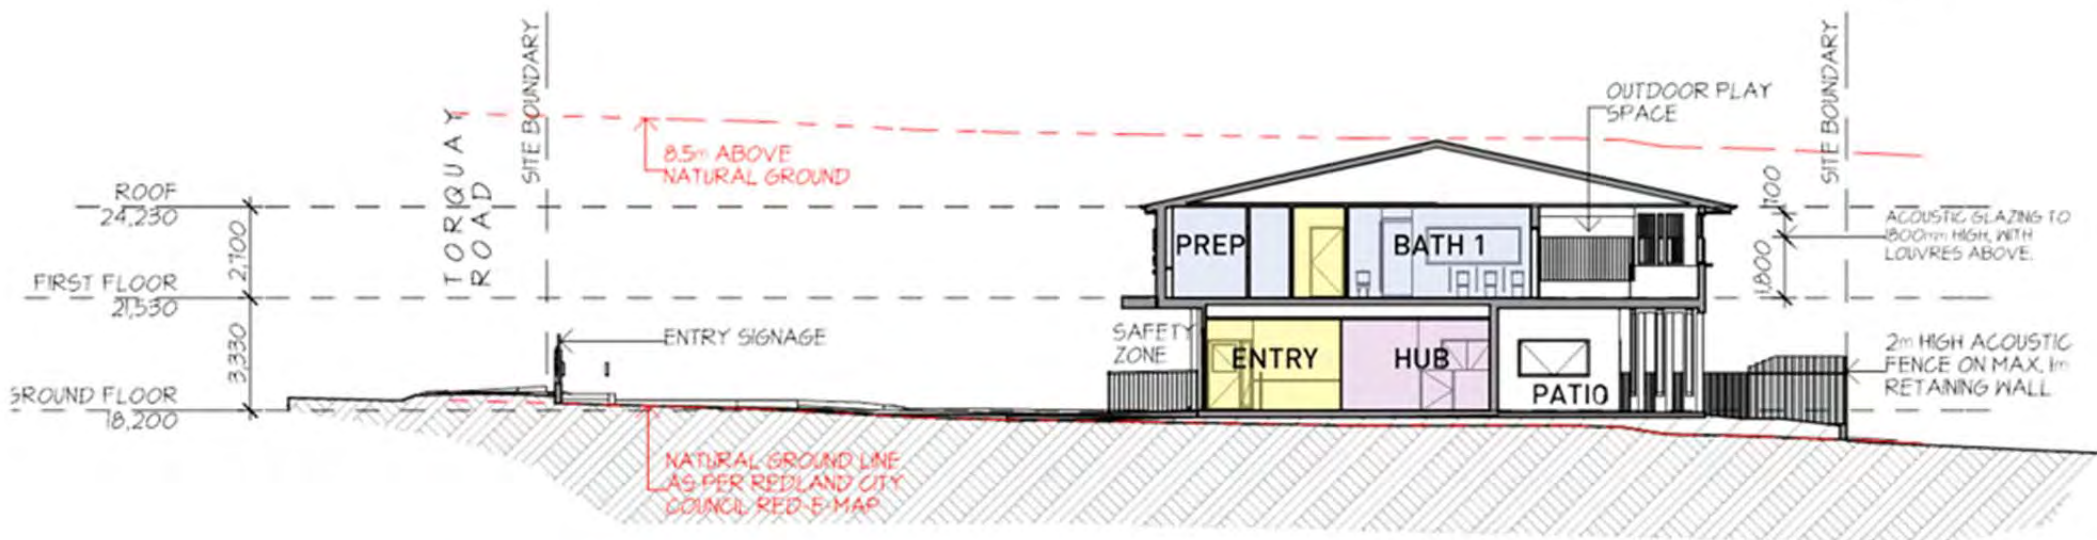 TORQUAY
ROAD
SITE BOUNDARY
8.5m ABOVE
NATURAL GROUND
OUTDOOR PLAY
SPACE
SITE BOUNDARY
ROOF
24,230
2,700
FIRST FLOOR
21,530
3,330
GROUND FLOOR
18,200
ENTRY SIGNAGE
SAFETY
ZONE
PREP
BATH 1
ENTRY
HUB
PATIO
1,800
ACOUSTIC GLAZING TO
1800mm HIGH, WITH
LOUVRES ABOVE.
2m HIGH ACOUSTIC
FENCE ON MAX. 1m
RETAINING WALL
NATURAL GROUND LINE
AS PER REDLAND CITY
COUNCIL RED-E-MAP